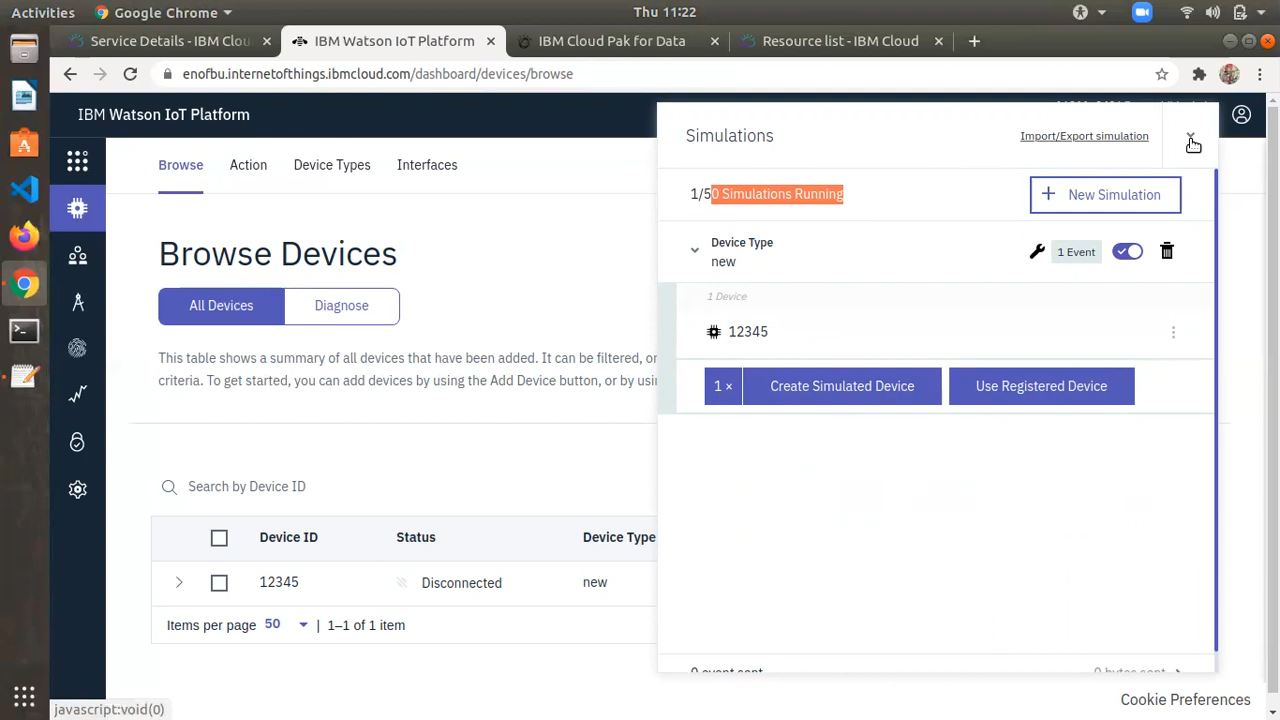 Activities
Google Chrome
Thu 11:22
Service Details - IBM Clou
IBM Watson IoT Platform
IBM Cloud Pak for Data
Resource list - IBM Cloud
enofbu.internetofthings.ibmcloud.com/dashboard/devices/browse
IBM Watson IoT Platform
Browse
Action
Device Types
Interfaces
Browse Devices
All Devices
Diagnose
This table shows a summary of all devices that have been added. It can be filtered, or
criteria. To get started, you can add devices by using the Add Device button, or by usi
Search by Device ID
Device ID
Status
Device Type
12345
Disconnected
new
Items per page 50 | 1–1 of 1 item
Simulations
Import/Export simulation
1/50 Simulations Running
+ New Simulation
Device Type
new
1 Event
1 Device
12345
1 ×
Create Simulated Device
Use Registered Device
0 event sent
0 bytes sent
Cookie Preferences
javascript:void(0)